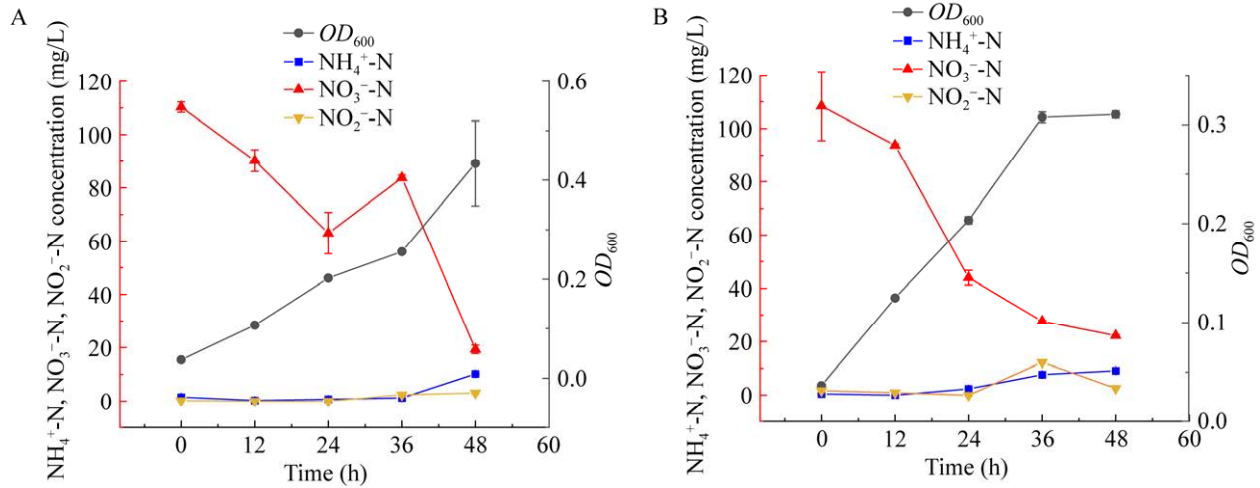 A
OD₆₀₀
NH₄⁺-N
NO₃⁻-N
NO₂⁻-N
NH₄⁺-N, NO₃⁻-N, NO₂⁻-N concentration (mg/L)
120
100
80
60
40
20
0
0.6
0.4
0.2
0.0
OD₆₀₀
0 12 24 36 48 60
Time (h)
B
OD₆₀₀
NH₄⁺-N
NO₃⁻-N
NO₂⁻-N
NH₄⁺-N, NO₃⁻-N, NO₂⁻-N concentration (mg/L)
120
100
80
60
40
20
0
0.3
0.2
0.1
0.0
OD₆₀₀
0 12 24 36 48 60
Time (h)